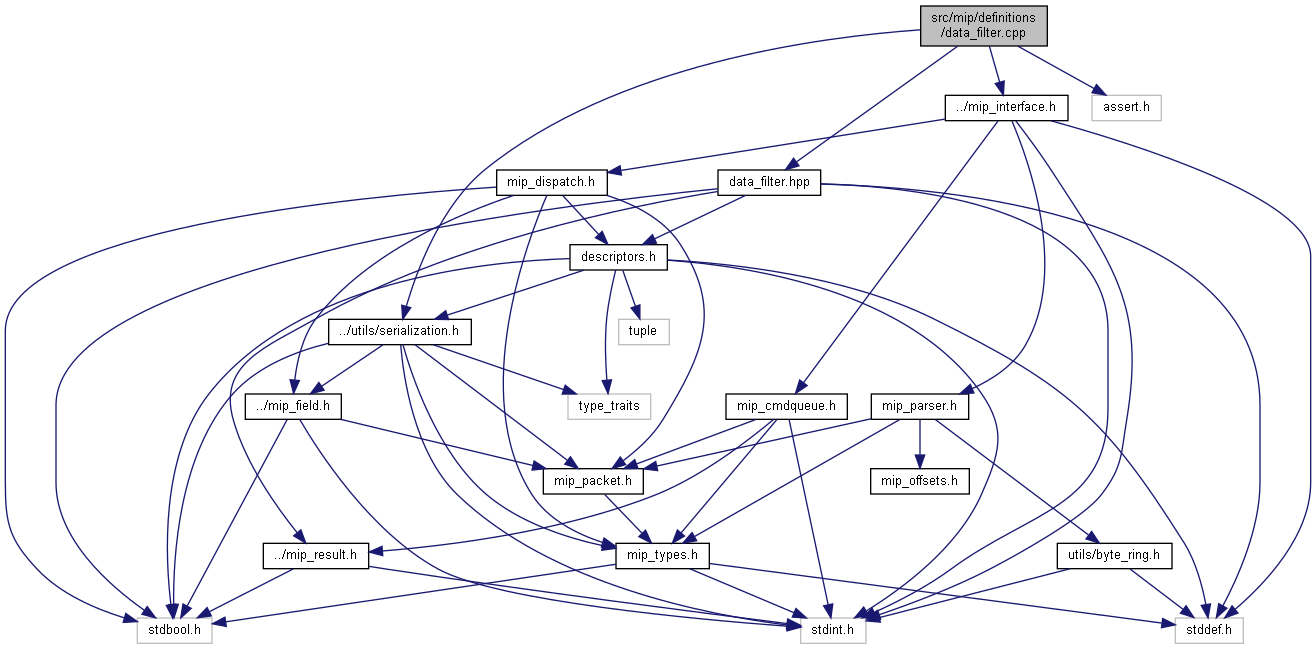 src/mip/definitions
/data_filter.cpp
../mip_interface.h
assert.h
mip_dispatch.h
data_filter.hpp
descriptors.h
../utils/serialization.h
tuple
../mip_field.h
type_traits
mip_cmdqueue.h
mip_parser.h
mip_packet.h
mip_offsets.h
../mip_result.h
mip_types.h
utils/byte_ring.h
stdbool.h
stdint.h
stddef.h